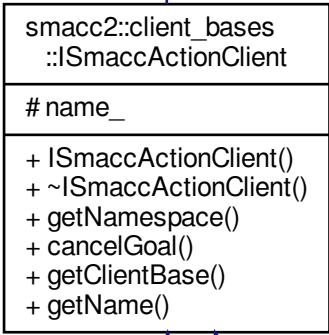 smacc2::client_bases
::ISmaccActionClient
# name_
+ ISmaccActionClient()
+ ~ISmaccActionClient()
+ getNamespace()
+ cancelGoal()
+ getClientBase()
+ getName()